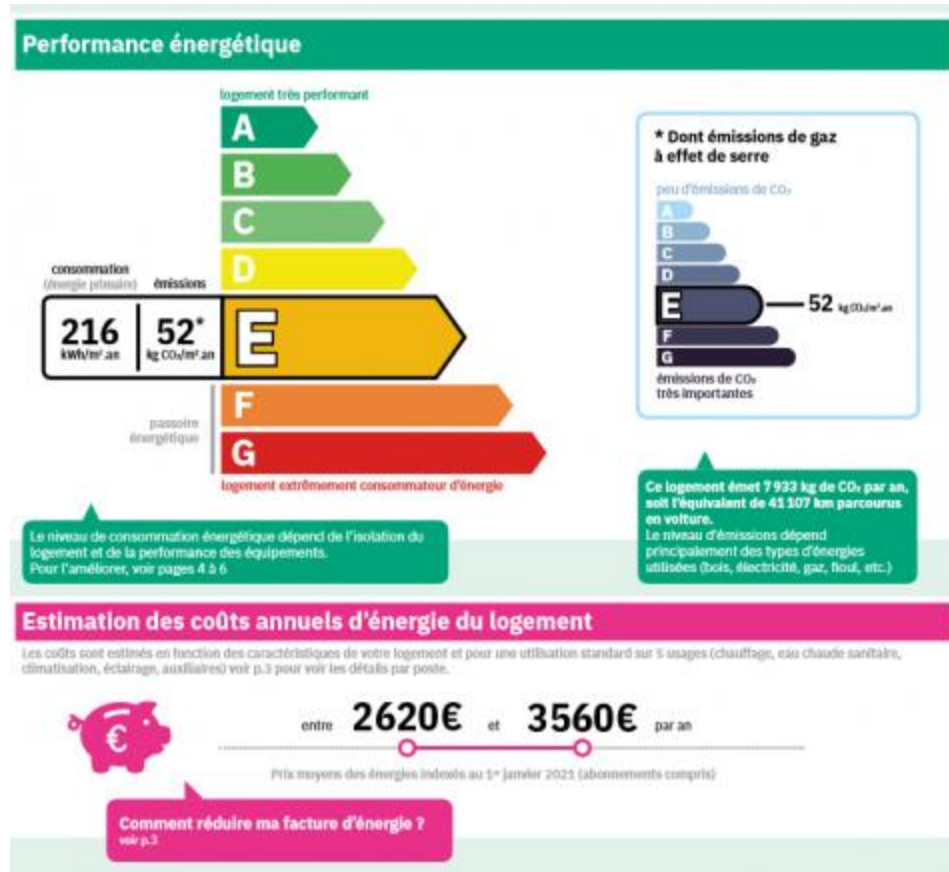 Performance énergétique
logement très performant
A
B
C
D
consommation
(énergie primaire)
émissions
216
kWh/m².an
52*
kg CO₂/m².an
E
F
G
passoire
énergétique
logement extrêmement consommateur d'énergie
* Dont émissions de gaz
à effet de serre
peu d'émissions de CO₂
A
B
C
D
E
52 kg CO₂/m².an
F
G
émissions de CO₂
très importantes
Le niveau de consommation énergétique dépend de l'isolation du
logement et de la performance des équipements.
Pour l'améliorer, voir pages 4 à 6
Ce logement émet 7 933 kg de CO₂ par an,
soit l'équivalent de 41 107 km parcourus
en voiture.
Le niveau d'émissions dépend
principalement des types d'énergies
utilisées (bois, électricité, gaz, fioul, etc.)
Estimation des coûts annuels d'énergie du logement
Les coûts sont estimés en fonction des caractéristiques de votre logement et pour une utilisation standard sur 5 usages (chauffage, eau chaude sanitaire,
climatisation, éclairage, auxiliaires) voir p.3 pour voir les détails par poste.
€
entre 2620€ et 3560€ par an
Prix moyens des énergies indexés au 1er janvier 2021 (abonnements compris)
Comment réduire ma facture d'énergie ?
voir p.3